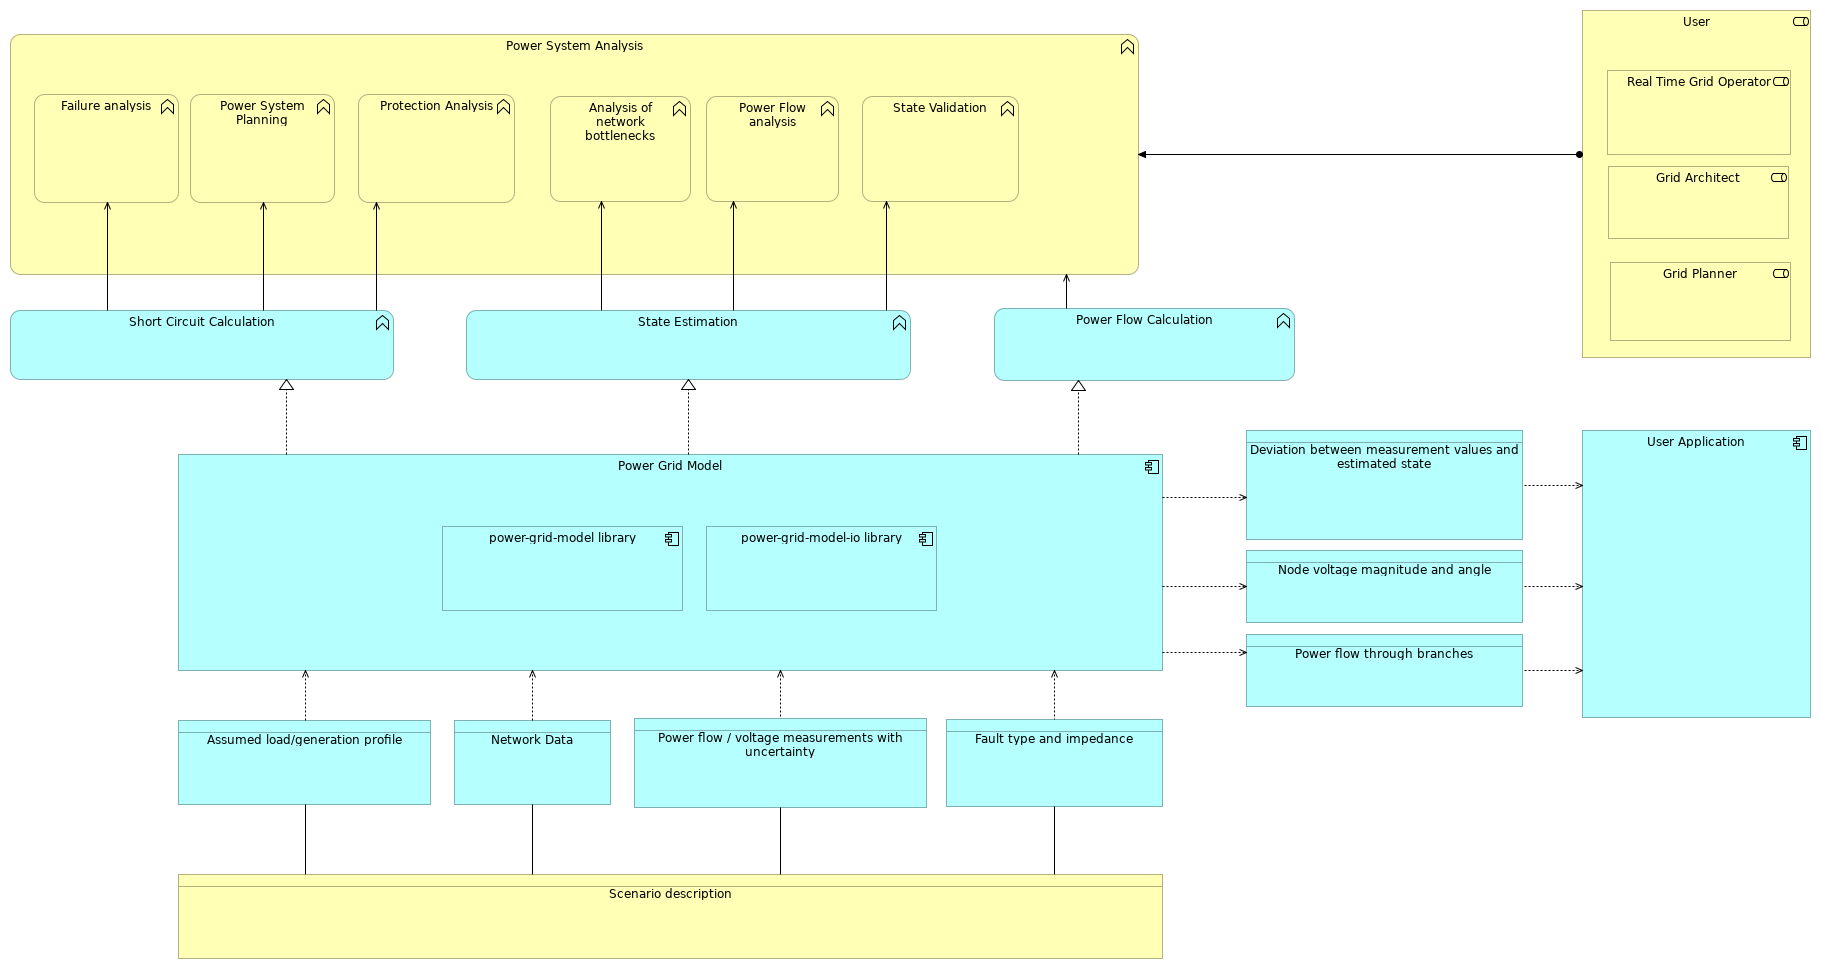 User
Power System Analysis
Real Time Grid Operator
Failure analysis
Power System
Planning
Protection Analysis
Analysis of
network
bottlenecks
Power Flow
analysis
State Validation
Grid Architect
Grid Planner
Short Circuit Calculation
State Estimation
Power Flow Calculation
Deviation between measurement values and
estimated state
User Application
Power Grid Model
power-grid-model library
power-grid-model-io library
Node voltage magnitude and angle
Power flow through branches
Assumed load/generation profile
Network Data
Power flow / voltage measurements with
uncertainty
Fault type and impedance
Scenario description